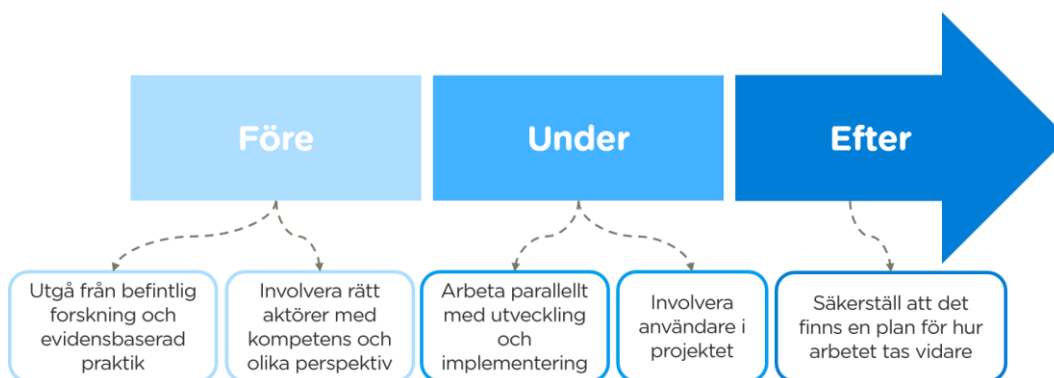 Före
Under
Efter
Utgå från befintlig
forskning och
evidensbaserad
praktik
Involvera rätt
aktörer med
kompetens och
olika perspektiv
Arbeta parallellt
med utveckling
och
implementering
Involvera
användare i
projektet
Säkerställ att det
finns en plan för hur
arbetet tas vidare